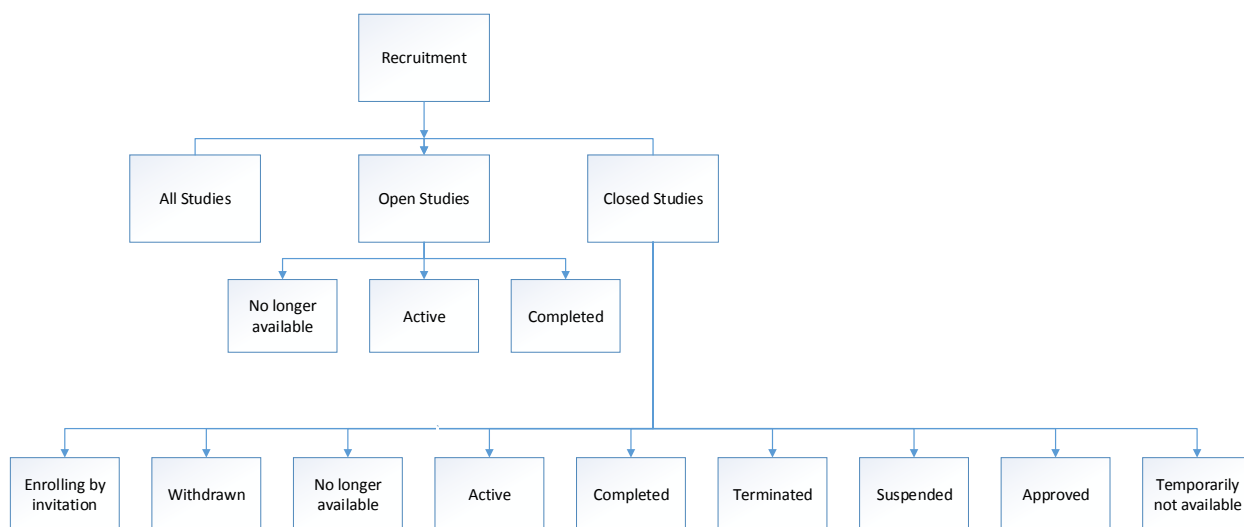 Recruitment
All Studies
Open Studies
Closed Studies
No longer
available
Active
Completed
Enrolling by
invitation
Withdrawn
No longer
available
Active
Completed
Terminated
Suspended
Approved
Temporarily
not available